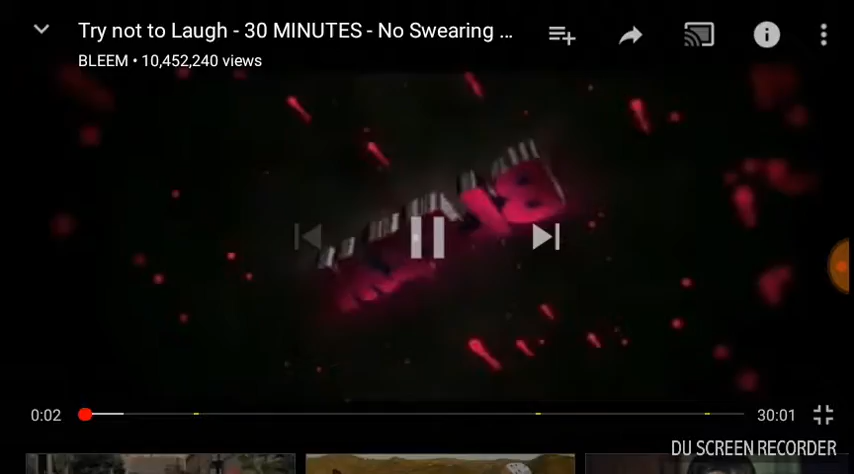 Try not to Laugh - 30 MINUTES - No Swearing ...
BLEEM • 10,452,240 views
0:02
30:01
DU SCREEN RECORDER